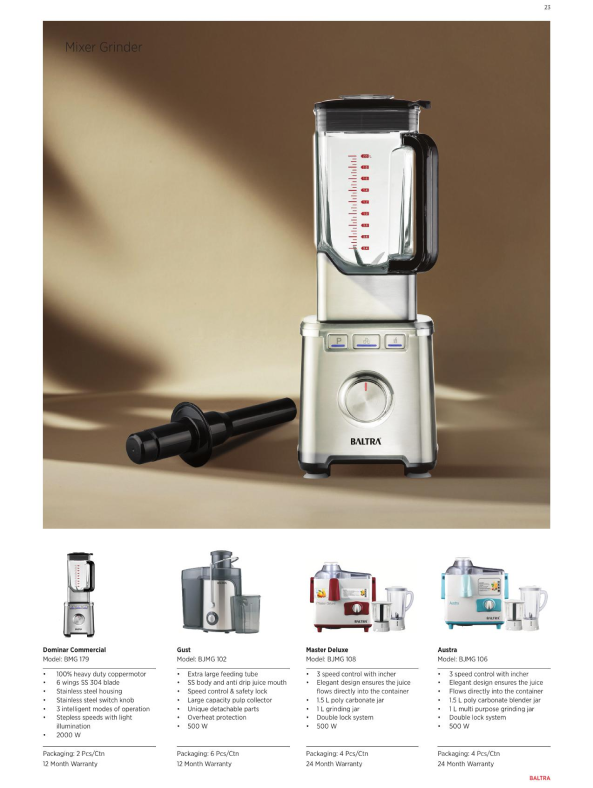 23
Mixer Grinder
P
BALTRA
Dominar Commercial
Model: BMG 179
• 100% heavy duty coppermotor
• 6 wings SS 304 blade
• Stainless steel housing
• Stainless steel switch knob
• 3 intelligent modes of operation
• Stepless speeds with light
illumination
• 2000 W
Packaging: 2 Pcs/Ctn
12 Month Warranty
Gust
Model: BJMG 102
• Extra large feeding tube
• SS body and anti drip juice mouth
• Speed control & safety lock
• Large capacity pulp collector
• Unique detachable parts
• Overheat protection
• 500 W
Packaging: 6 Pcs/Ctn
12 Month Warranty
Master Deluxe
Model: BJMG 108
• 3 speed control with incher
• Elegant design ensures the juice
flows directly into the container
• 1.5 L poly carbonate jar
• 1 L grinding jar
• Double lock system
• 500 W
Packaging: 4 Pcs/Ctn
24 Month Warranty
Austra
Model: BJMG 106
• 3 speed control with incher
• Elegant design ensures the juice
• Flows directly into the container
• 1.5 L poly carbonate blender jar
• 1 L multi purpose grinding jar
• Double lock system
• 500 W
Packaging: 4 Pcs/Ctn
24 Month Warranty
BALTRA